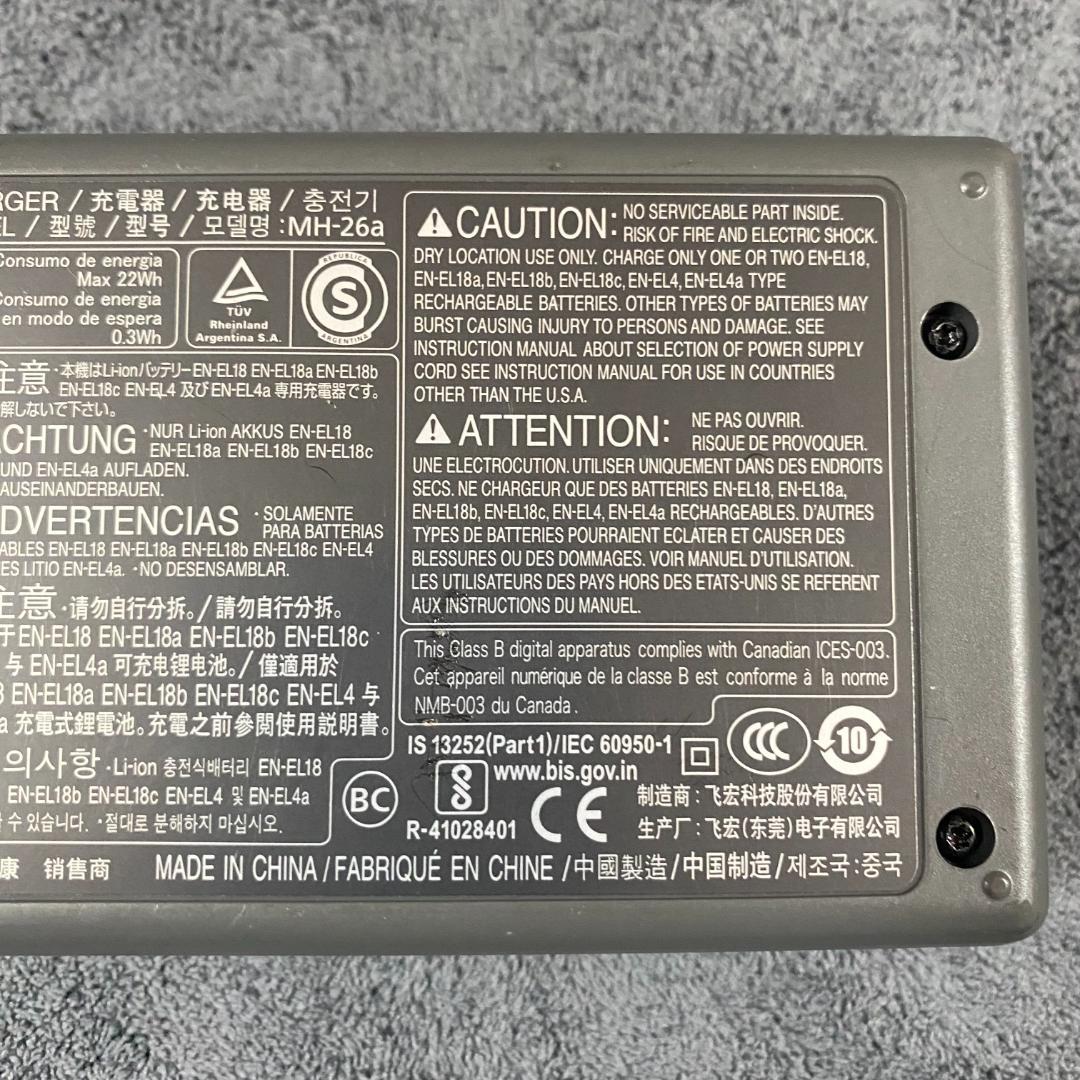 RGER / 充電器 / 充电器 / 충전기
EL / 型號 / 型号 / 모델명 :MH-26a
Consumo de energia
Max 22Wh
Consumo de energia
en modo de espera
0.3Wh
TÜV
Rheinland
Argentina S.A.
REPUBLICA
S
ARGENTINA
注意 ·本機はLi-ionバッテリーEN-EL18 EN-EL18a EN-EL18b
EN-EL18c EN-EL4 及びEN-EL4a 専用充電器です。
解しないで下さい。
ACHTUNG ·NUR Li-ion AKKUS EN-EL18
EN-EL18a EN-EL18b EN-EL18c
UND EN-EL4a AUFLADEN.
AUSEINANDERBAUEN.
DVERTENCIAS ·SOLAMENTE
PARA BATTERIAS
ABLES EN-EL18 EN-EL18a EN-EL18b EN-EL18c EN-EL4
ES LITIO EN-EL4a. ·NO DESENSAMBLAR.
注意·请勿自行分拆。/請勿自行分拆。
于EN-EL18 EN-EL18a EN-EL18b EN-EL18c
与 EN-EL4a 可充电锂电池。/僅適用於
8 EN-EL18a EN-EL18b EN-EL18c EN-EL4 与
a 充電式鋰電池。充電之前參閱使用説明書。
의사항 ·Li-ion 충전식배터리 EN-EL18
EN-EL18b EN-EL18c EN-EL4 및 EN-EL4a
수 있습니다. ·절대로 분해하지 마십시오.
BC
CAUTION: NO SERVICEABLE PART INSIDE.
RISK OF FIRE AND ELECTRIC SHOCK.
DRY LOCATION USE ONLY. CHARGE ONLY ONE OR TWO EN-EL18,
EN-EL18a, EN-EL18b, EN-EL18c, EN-EL4, EN-EL4a TYPE
RECHARGEABLE BATTERIES. OTHER TYPES OF BATTERIES MAY
BURST CAUSING INJURY TO PERSONS AND DAMAGE. SEE
INSTRUCTION MANUAL ABOUT SELECTION OF POWER SUPPLY
CORD SEE INSTRUCTION MANUAL FOR USE IN COUNTRIES
OTHER THAN THE U.S.A.
ATTENTION: NE PAS OUVRIR.
RISQUE DE PROVOQUER.
UNE ELECTROCUTION. UTILISER UNIQUEMENT DANS DES ENDROITS
SECS. NE CHARGEUR QUE DES BATTERIES EN-EL18, EN-EL18a,
EN-EL18b, EN-EL18c, EN-EL4, EN-EL4a RECHARGEABLES. D'AUTRES
TYPES DE BATTERIES POURRAIENT ECLATER ET CAUSER DES
BLESSURES OU DES DOMMAGES. VOIR MANUEL D'UTILISATION.
LES UTILISATEURS DES PAYS HORS DES ETATS-UNIS SE REFERENT
AUX INSTRUCTIONS DU MANUEL.
This Class B digital apparatus complies with Canadian ICES-003.
Cet appareil numérique de la classe B est conforme à la norme
NMB-003 du Canada.
IS 13252(Part1)/IEC 60950-1
www.bis.gov.in
R-41028401
CE
CCC
10
制造商：飞宏科技股份有限公司
生产厂：飞宏(东莞)电子有限公司
康 销售商 MADE IN CHINA / FABRIQUÉ EN CHINE /中國製造/中国制造/제조국:중국